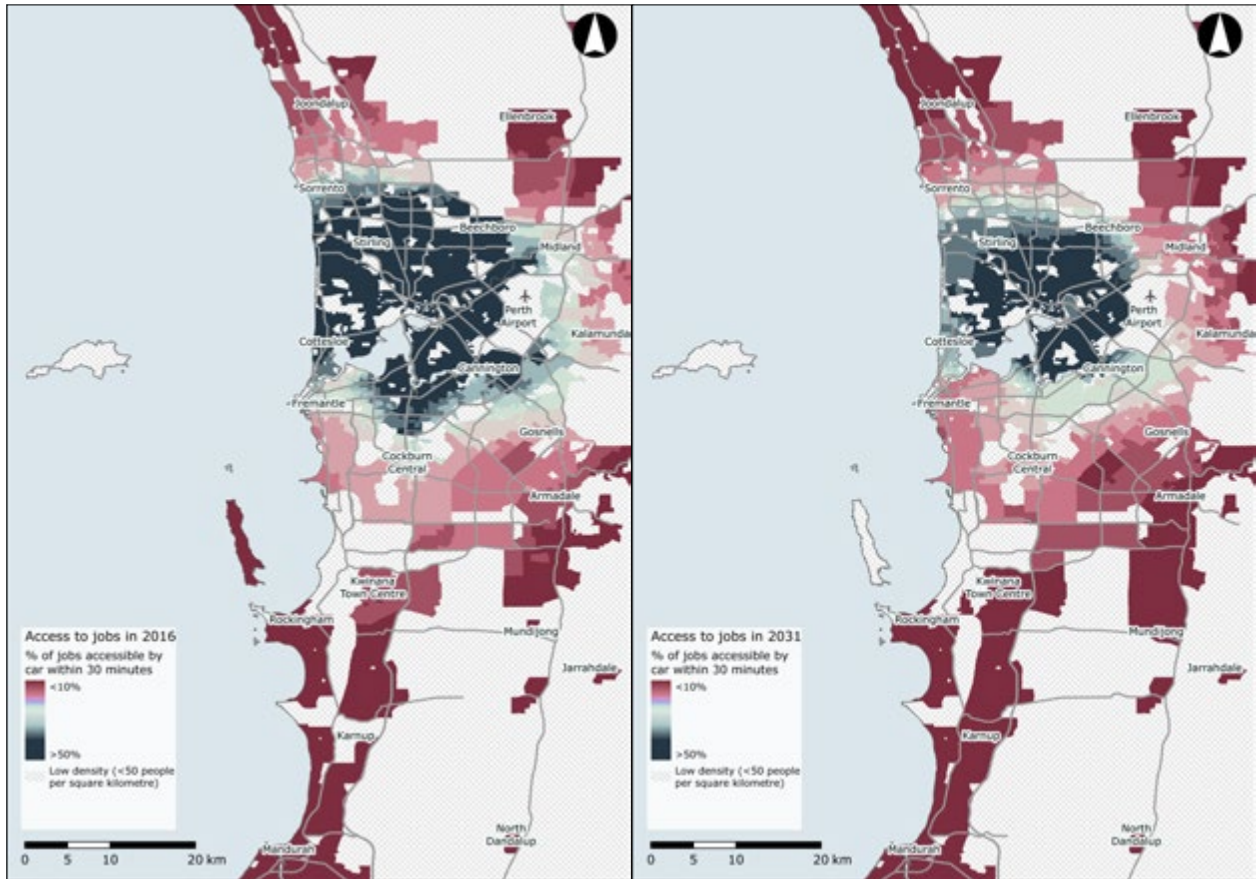 Joondalup
Ellenbrook
Sorrento
Beechboro
Stirling
Midland
Perth
Airport
Kalamunda
Cottesloe
Cannington
Fremantle
Gosnells
Cockburn
Central
Armadale
Kwinana
Town Centre
Rockingham
Mundijong
Jarrahdale
Karnup
North
Dandalup
Mandurah
Access to jobs in 2016
% of jobs accessible by
car within 30 minutes
<10%
>50%
Low density (<50 people
per square kilometre)
0 5 10 20 km
Joondalup
Ellenbrook
Sorrento
Beechboro
Stirling
Midland
Perth
Airport
Kalamunda
Cottesloe
Cannington
Fremantle
Gosnells
Cockburn
Central
Armadale
Kwinana
Town Centre
Rockingham
Mundijong
Jarrahdale
Karnup
North
Dandalup
Mandurah
Access to jobs in 2031
% of jobs accessible by
car within 30 minutes
<10%
>50%
Low density (<50 people
per square kilometre)
0 5 10 20 km